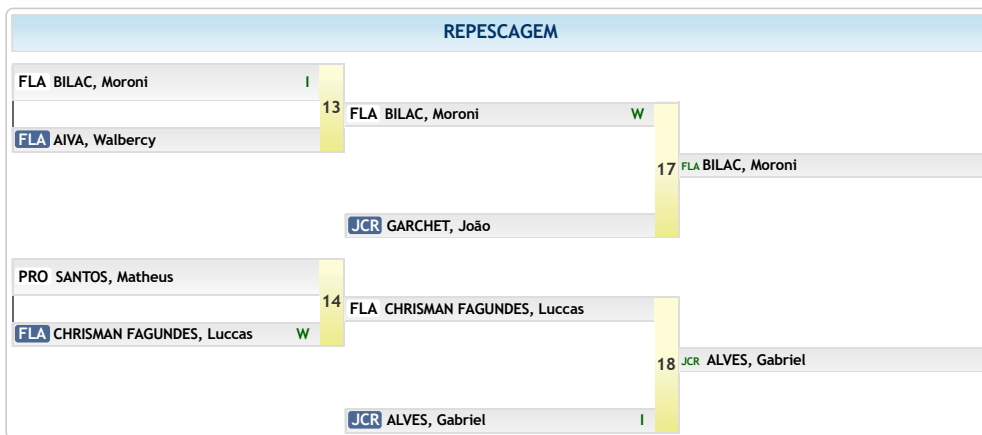 REPESCAGEM
FLA BILAC, Moroni I
13
FLA AIVA, Walbercy
FLA BILAC, Moroni W
17
JCR GARCHET, João
FLA BILAC, Moroni
PRO SANTOS, Matheus
14
FLA CHRISMAN FAGUNDES, Luccas W
FLA CHRISMAN FAGUNDES, Luccas
18
JCR ALVES, Gabriel I
JCR ALVES, Gabriel